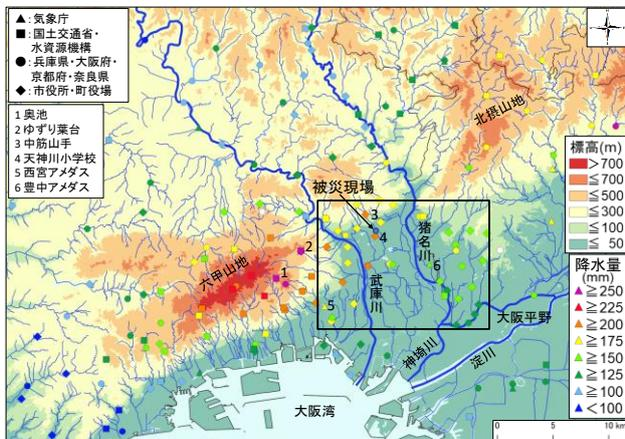 ▲:気象庁
■:国土交通省・
水資源機構
●:兵庫県・大阪府・
京都府・奈良県
◆:市役所・町役場
1 奥池
2 ゆずり葉台
3 中筋山手
4 天神川小学校
5 西宮アメダス
6 豊中アメダス
北摂山地
標高(m)
>700
≦700
≦500
≦300
≦100
≦ 50
被災現場
3
4
猪名川
2
六甲山地
1
武庫川
6
5
大阪平野
神埼川
淀川
大阪湾
降水量
(mm)
≧250
≧225
≧200
≧175
≧150
≧125
≧100
<100
0 5 10 km